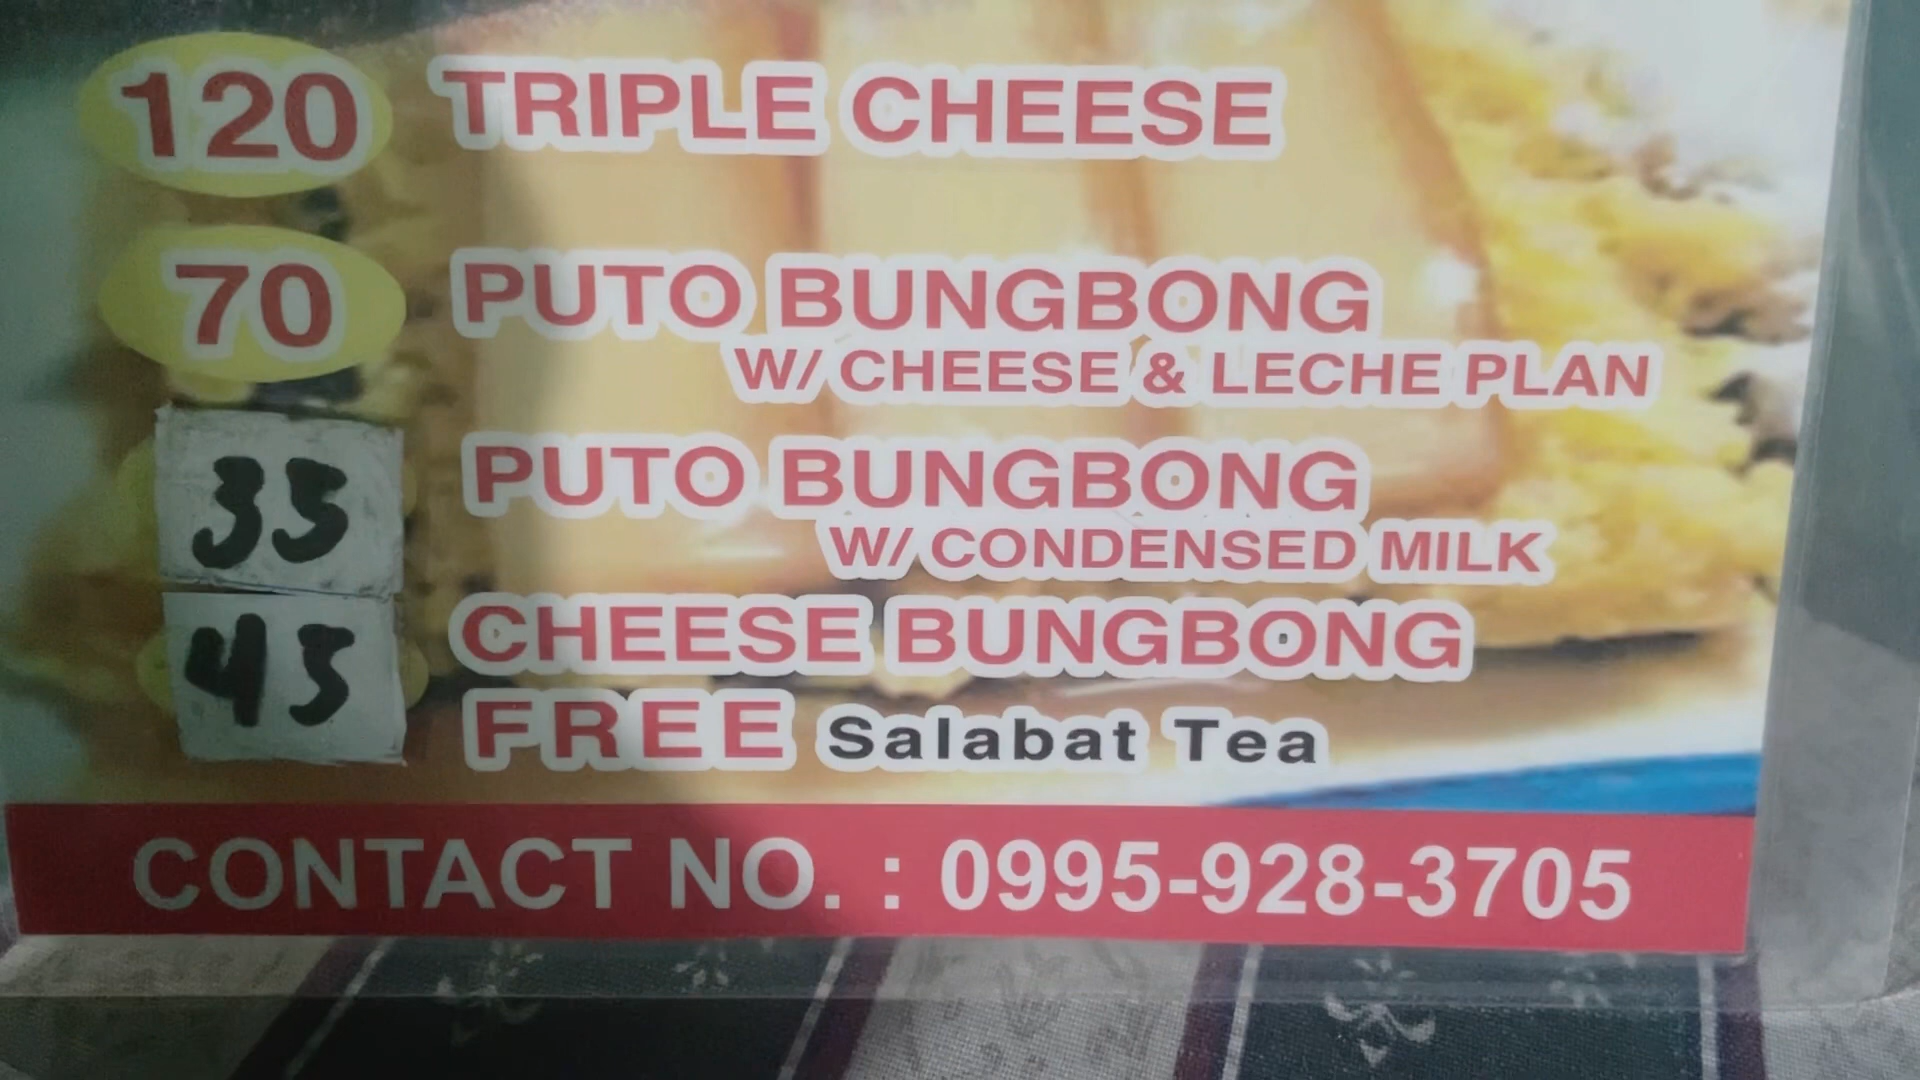 120 TRIPLE CHEESE
70 PUTO BUNGBONG
W/ CHEESE & LECHE PLAN
35 PUTO BUNGBONG
W/ CONDENSED MILK
45 CHEESE BUNGBONG
FREE Salabat Tea
CONTACT NO. : 0995-928-3705